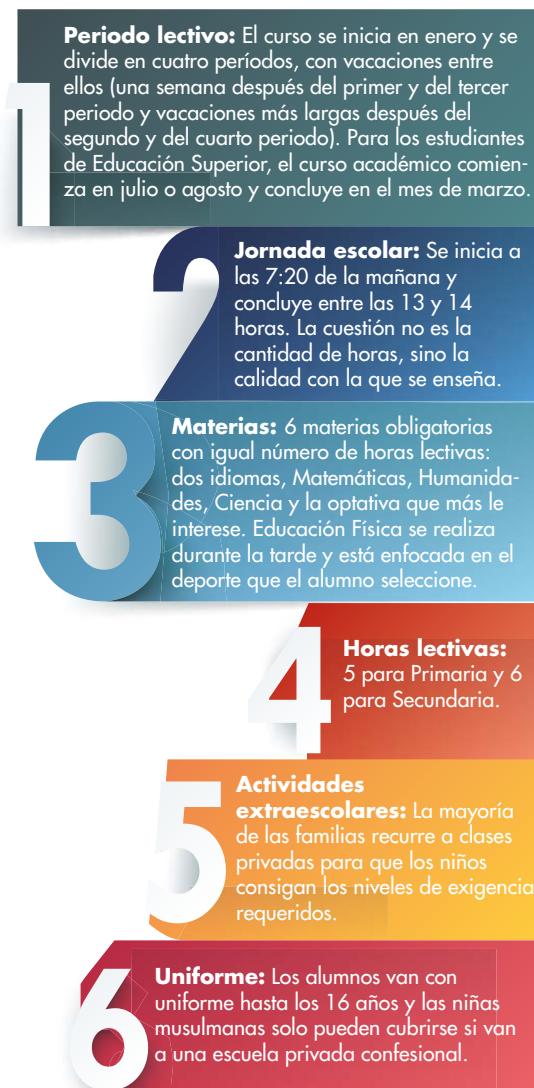 1
Periodo lectivo: El curso se inicia en enero y se
divide en cuatro períodos, con vacaciones entre
ellos (una semana después del primer y del tercer
periodo y vacaciones más largas después del
segundo y del cuarto periodo). Para los estudiantes
de Educación Superior, el curso académico comien-
za en julio o agosto y concluye en el mes de marzo.
2
Jornada escolar: Se inicia a
las 7:20 de la mañana y
concluye entre las 13 y 14
horas. La cuestión no es la
cantidad de horas, sino la
calidad con la que se enseña.
3
Materias: 6 materias obligatorias
con igual número de horas lectivas:
dos idiomas, Matemáticas, Humanida-
des, Ciencia y la optativa que más le
interese. Educación Física se realiza
durante la tarde y está enfocada en el
deporte que el alumno seleccione.
4
Horas lectivas:
5 para Primaria y 6
para Secundaria.
5
Actividades
extraescolares: La mayoría
de las familias recurre a clases
privadas para que los niños
consigan los niveles de exigencia
requeridos.
6
Uniforme: Los alumnos van con
uniforme hasta los 16 años y las niñas
musulmanas solo pueden cubrirse si van
a una escuela privada confesional.